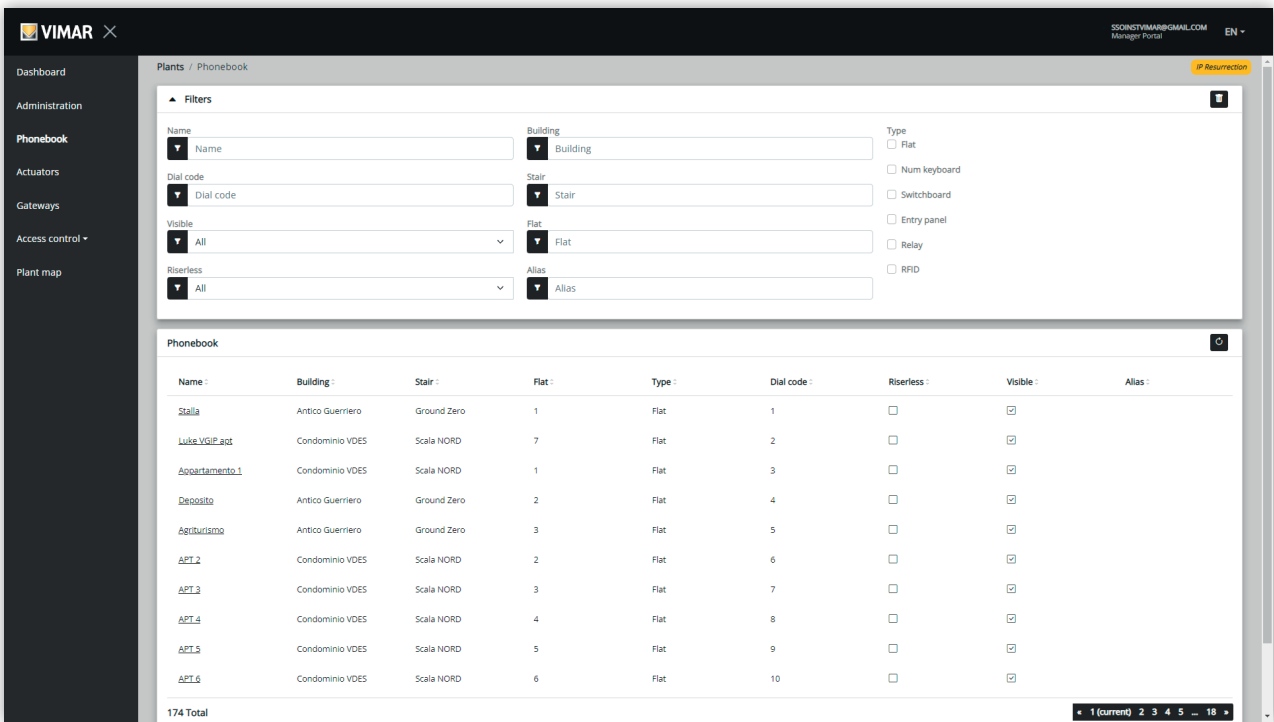 VIMAR
SSOINSTVIMAR@GMAIL.COM
Manager Portal
EN
Dashboard
Administration
Phonebook
Actuators
Gateways
Access control
Plant map
Plants / Phonebook
IP Resurrection
Filters
Name
Name
Dial code
Dial code
Visible
All
Riserless
All
Building
Building
Stair
Stair
Flat
Flat
Alias
Alias
Type
Flat
Num keyboard
Switchboard
Entry panel
Relay
RFID
Phonebook
Name Building Stair Flat Type Dial code Riserless Visible Alias
Stalla Antico Guerriero Ground Zero 1 Flat 1
Luke VGIP apt Condominio VDES Scala NORD 7 Flat 2
Appartamento 1 Condominio VDES Scala NORD 1 Flat 3
Deposito Antico Guerriero Ground Zero 2 Flat 4
Agriturismo Antico Guerriero Ground Zero 3 Flat 5
APT 2 Condominio VDES Scala NORD 2 Flat 6
APT 3 Condominio VDES Scala NORD 3 Flat 7
APT 4 Condominio VDES Scala NORD 4 Flat 8
APT 5 Condominio VDES Scala NORD 5 Flat 9
APT 6 Condominio VDES Scala NORD 6 Flat 10
174 Total
« 1 (current) 2 3 4 5 ... 18 »